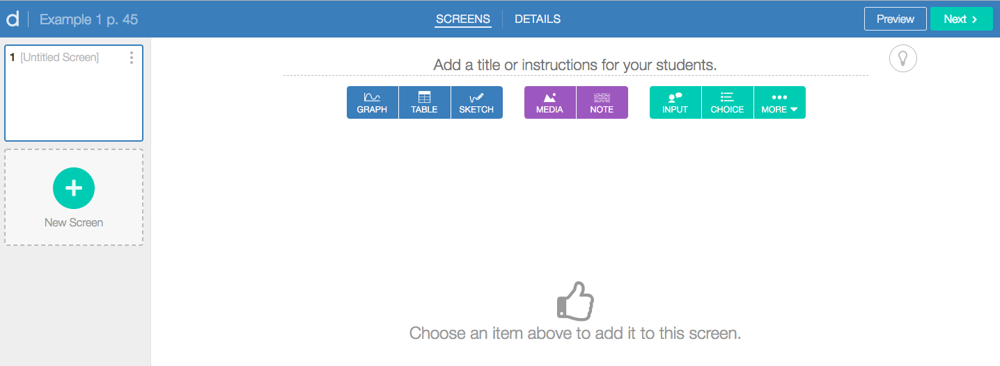 d Example 1 p. 45 SCREENS DETAILS Preview Next
1 [Untitled Screen]
New Screen
Add a title or instructions for your students.
GRAPH TABLE SKETCH MEDIA NOTE INPUT CHOICE MORE
Choose an item above to add it to this screen.